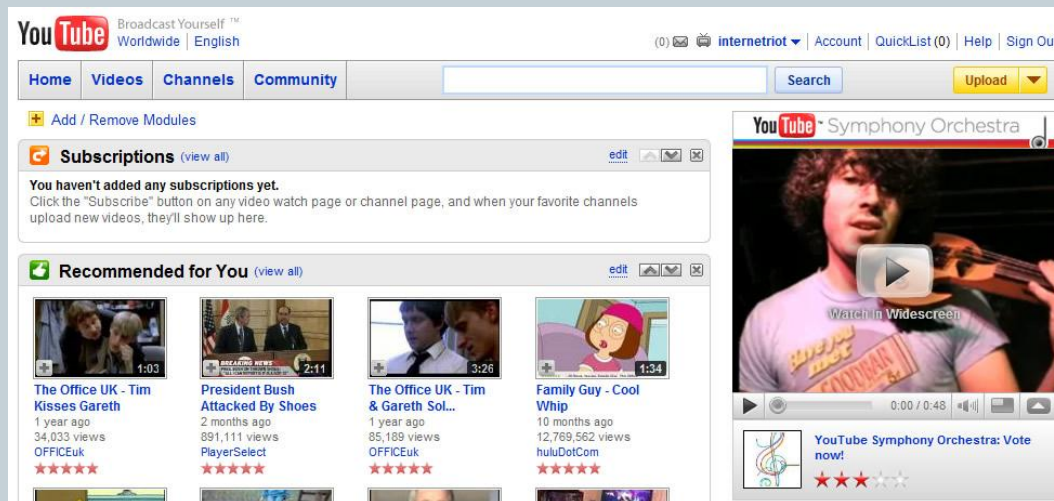 YouTube Broadcast Yourself ™
Worldwide | English
(0) internetriot | Account | QuickList (0) | Help | Sign Ou
Home Videos Channels Community Search Upload
Add / Remove Modules
Subscriptions (view all) edit
You haven't added any subscriptions yet.
Click the "Subscribe" button on any video watch page or channel page, and when your favorite channels
upload new videos, they'll show up here.
Recommended for You (view all) edit
1:03
The Office UK - Tim
Kisses Gareth
1 year ago
34,033 views
OFFICEuk
BREAKING NEWS
2:11
President Bush
Attacked By Shoes
2 months ago
891,111 views
PlayerSelect
3:26
The Office UK - Tim
& Gareth Sol...
1 year ago
85,189 views
OFFICEuk
1:34
Family Guy - Cool
Whip
10 months ago
12,769,562 views
huluDotCom
YouTube ™ Symphony Orchestra
Watch in Widescreen
0:00 / 0:48
YouTube Symphony Orchestra: Vote
now!